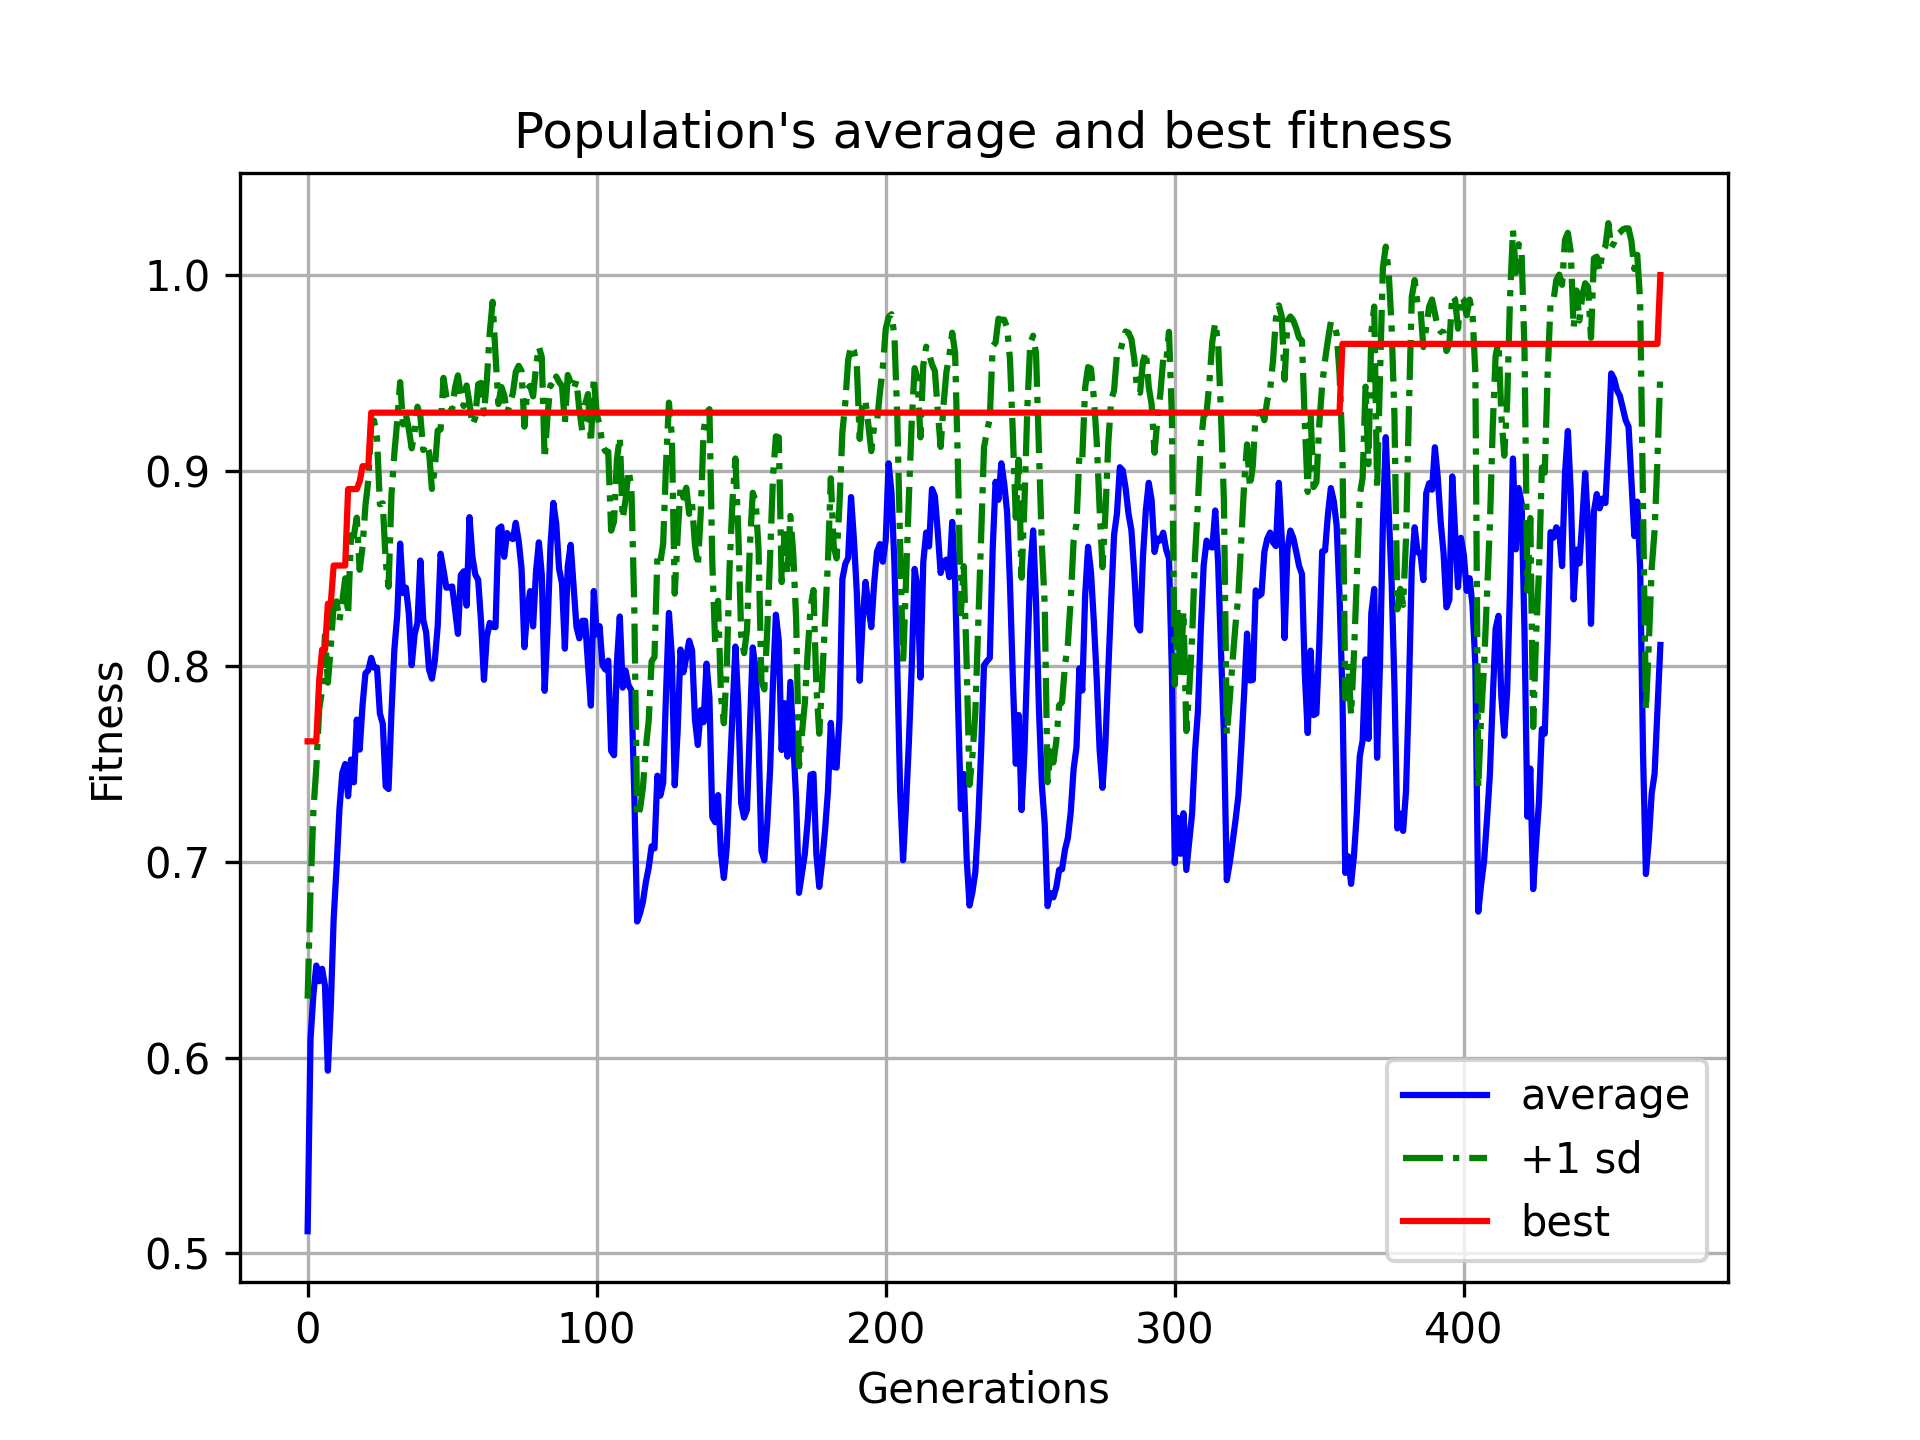 Population's average and best fitness
Fitness
1.0
0.9
0.8
0.7
0.6
0.5
0 100 200 300 400
Generations
average
+1 sd
best